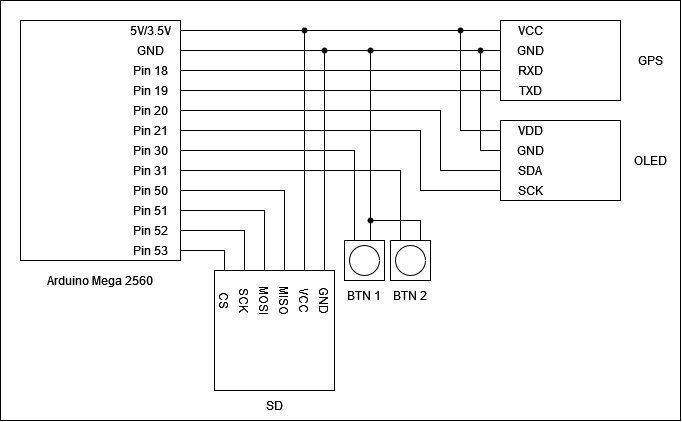 5V/3.5V
GND
Pin 18
Pin 19
Pin 20
Pin 21
Pin 30
Pin 31
Pin 50
Pin 51
Pin 52
Pin 53
Arduino Mega 2560
VCC
GND
RXD
TXD
GPS
VDD
GND
SDA
SCK
OLED
BTN 1
BTN 2
CS
SCK
MOSI
MISO
VCC
GND
SD